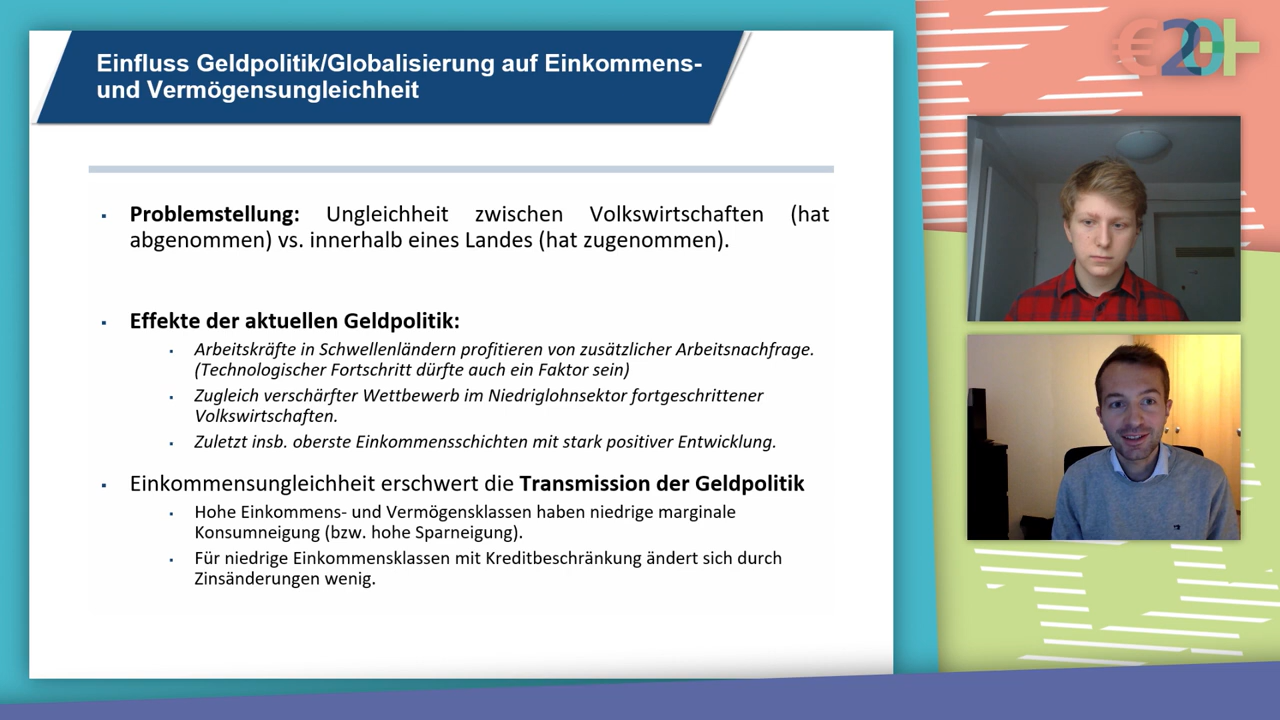 Einfluss Geldpolitik/Globalisierung auf Einkommens-
und Vermögensungleichheit
€20+
▪ Problemstellung: Ungleichheit zwischen Volkswirtschaften (hat
abgenommen) vs. innerhalb eines Landes (hat zugenommen).
▪ Effekte der aktuellen Geldpolitik:
▪ Arbeitskräfte in Schwellenländern profitieren von zusätzlicher Arbeitsnachfrage.
(Technologischer Fortschritt dürfte auch ein Faktor sein)
▪ Zugleich verschärfter Wettbewerb im Niedriglohnsektor fortgeschrittener
Volkswirtschaften.
▪ Zuletzt insb. oberste Einkommensschichten mit stark positiver Entwicklung.
▪ Einkommensungleichheit erschwert die Transmission der Geldpolitik
▪ Hohe Einkommens- und Vermögensklassen haben niedrige marginale
Konsumneigung (bzw. hohe Sparneigung).
▪ Für niedrige Einkommensklassen mit Kreditbeschränkung ändert sich durch
Zinsänderungen wenig.